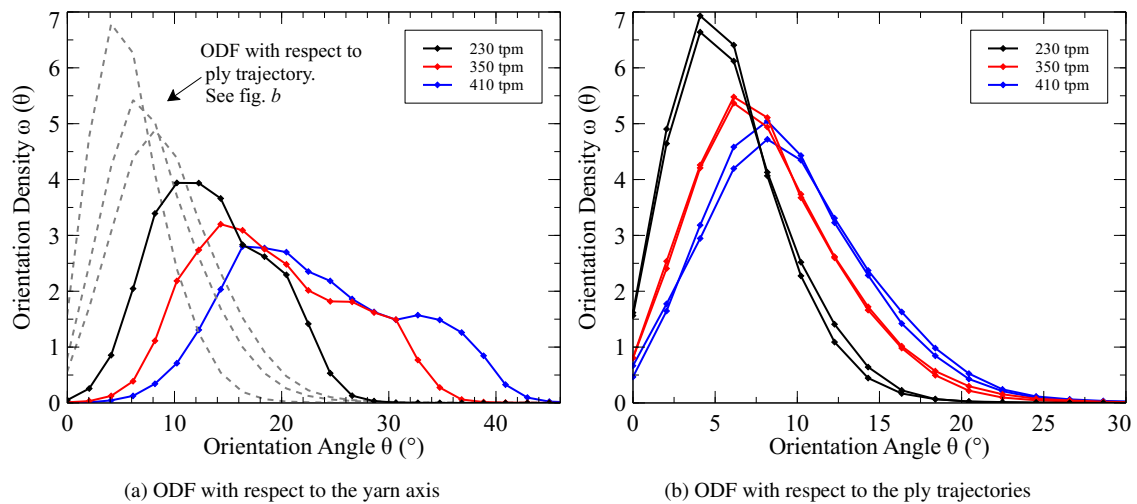 7
6
5
4
3
2
1
0
Orientation Density ω (θ)
0
10
20
30
40
Orientation Angle θ (°)
ODF with respect to
ply trajectory.
See fig. b
230 tpm
350 tpm
410 tpm
(a) ODF with respect to the yarn axis
7
6
5
4
3
2
1
0
Orientation Density ω (θ)
0
5
10
15
20
25
30
Orientation Angle θ (°)
230 tpm
350 tpm
410 tpm
(b) ODF with respect to the ply trajectories